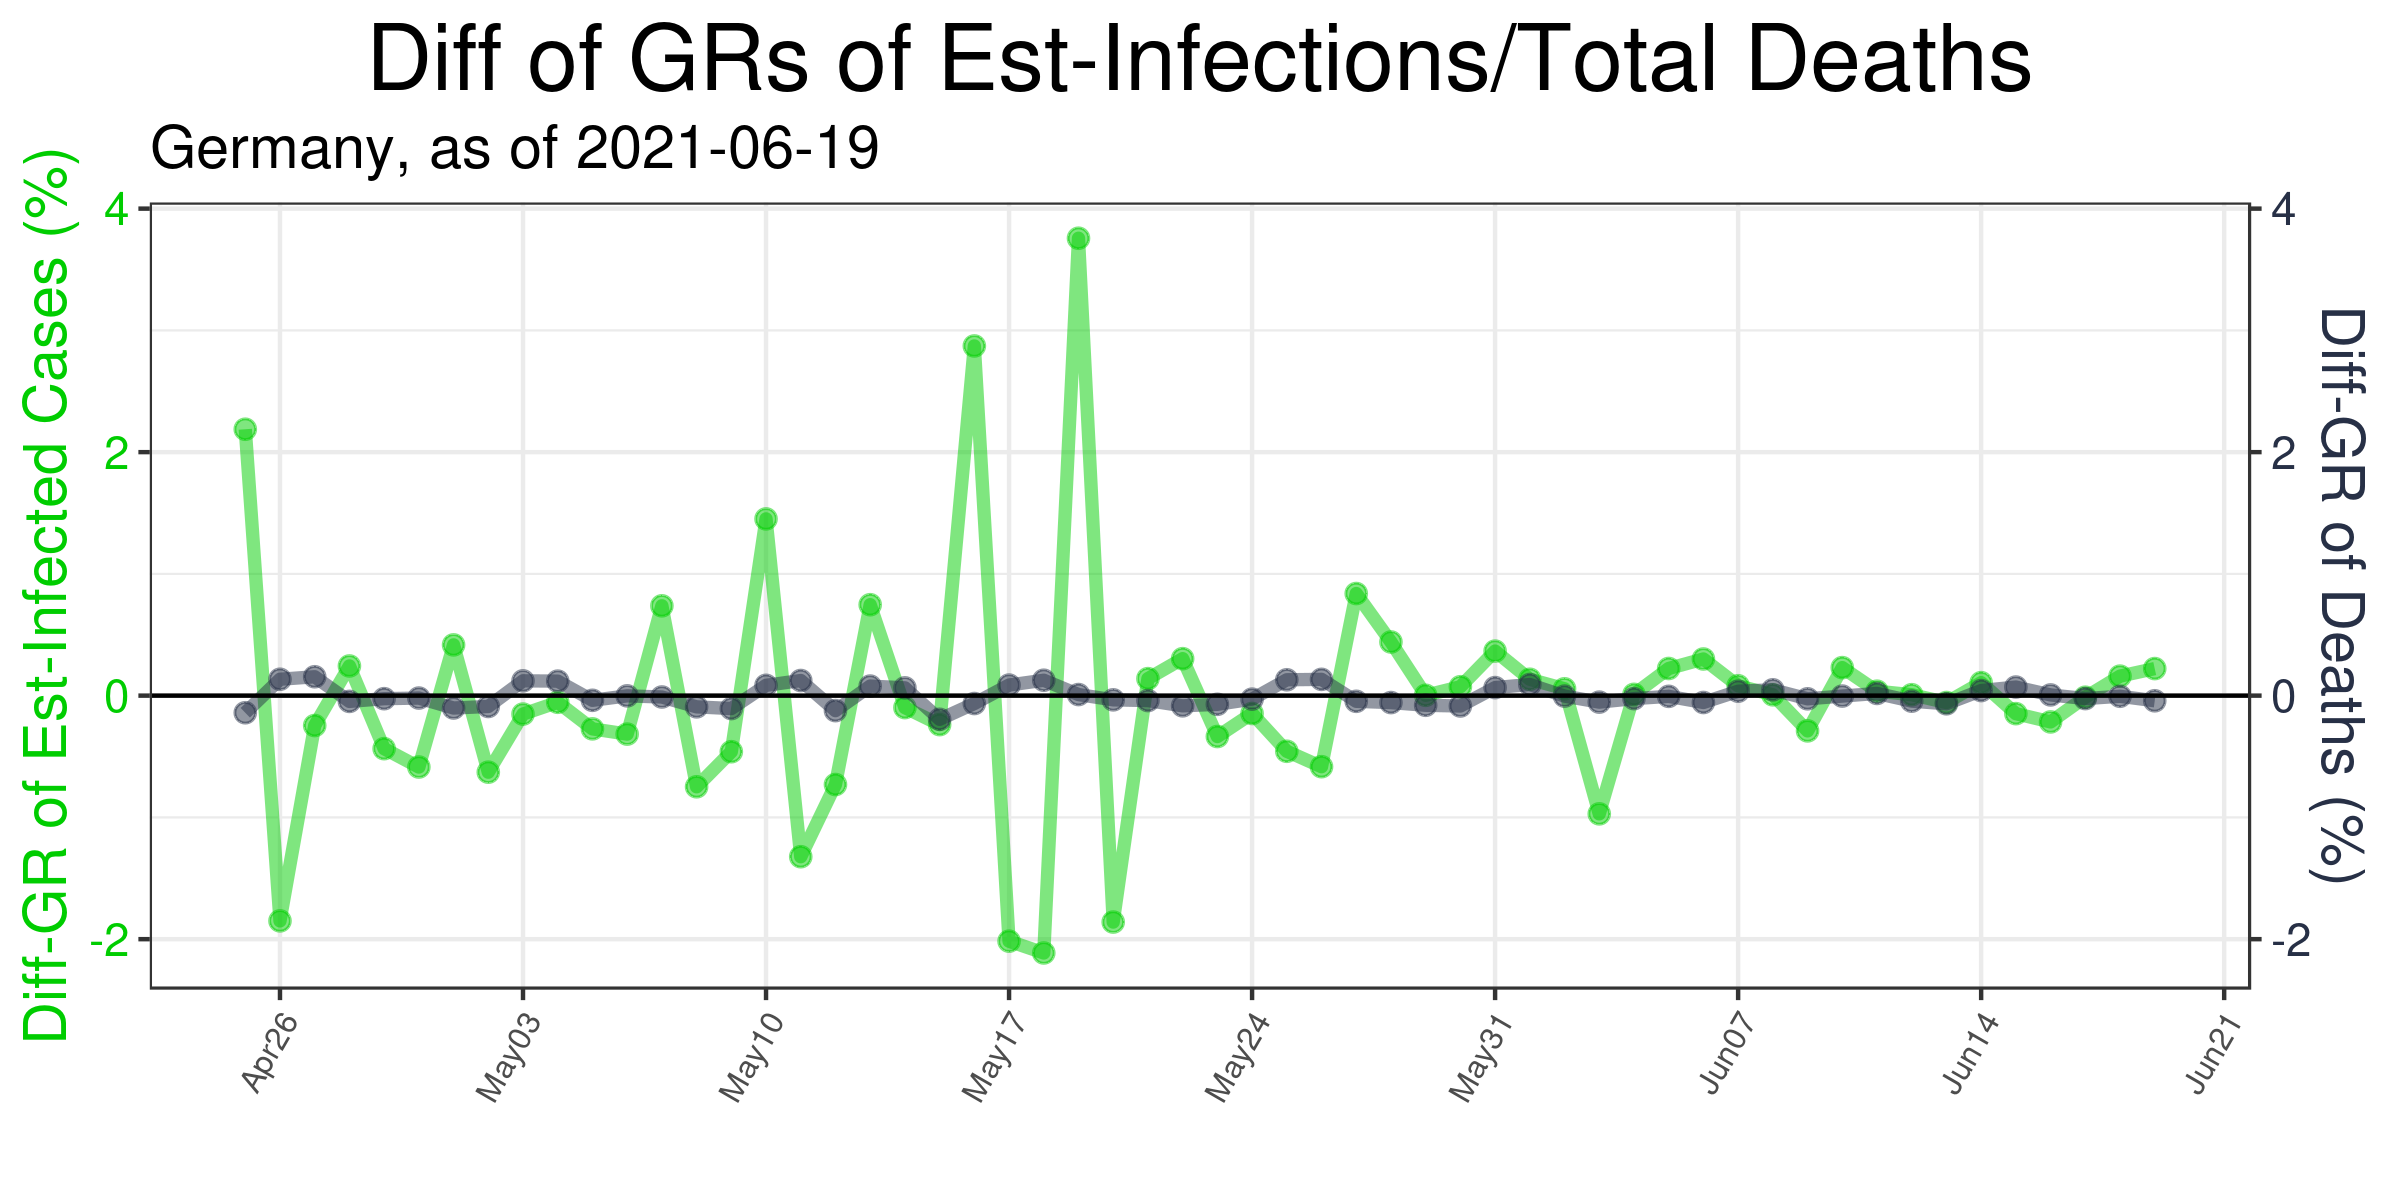 Diff of GRs of Est-Infections/Total Deaths
Germany, as of 2021-06-19
Diff-GR of Est-Infected Cases (%)
4
2
0
-2
4
2
0
-2
Diff-GR of Deaths (%)
Apr26
May03
May10
May17
May24
May31
Jun07
Jun14
Jun21